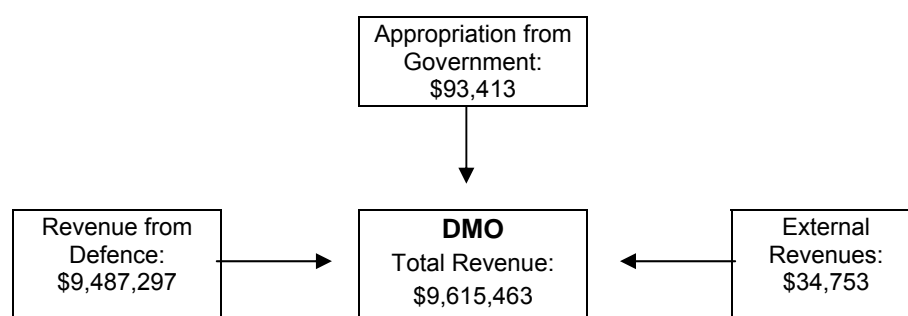 Appropriation from
Government:
$93,413
Revenue from
Defence:
$9,487,297
DMO
Total Revenue:
$9,615,463
External
Revenues:
$34,753